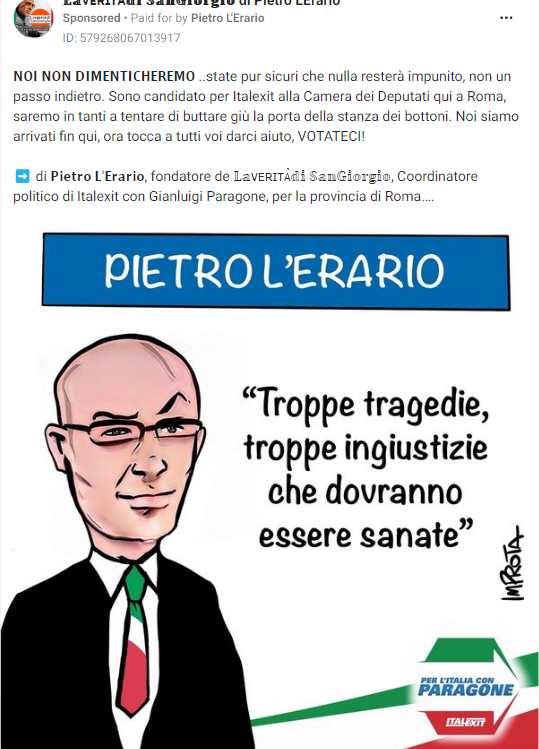 LaVERITÀdi SanGiorgio di Pietro L'Erario
Sponsored • Paid for by Pietro L'Erario
ID: 579268067013917
NOI NON DIMENTICHEREMO ..state pur sicuri che nulla resterà impunito, non un
passo indietro. Sono candidato per Italexit alla Camera dei Deputati qui a Roma,
saremo in tanti a tentare di buttare giù la porta della stanza dei bottoni. Noi siamo
arrivati fin qui, ora tocca a tutti voi darci aiuto, VOTATECI!
➡️ di Pietro L'Erario, fondatore de LaVERITÀdi SanGiorgio, Coordinatore
politico di Italexit con Gianluigi Paragone, per la provincia di Roma....
PIETRO L'ERARIO
“Troppe tragedie,
troppe ingiustizie
che dovranno
essere sanate”
IMPROTA
PER L'ITALIA CON
PARAGONE
ITALEXIT